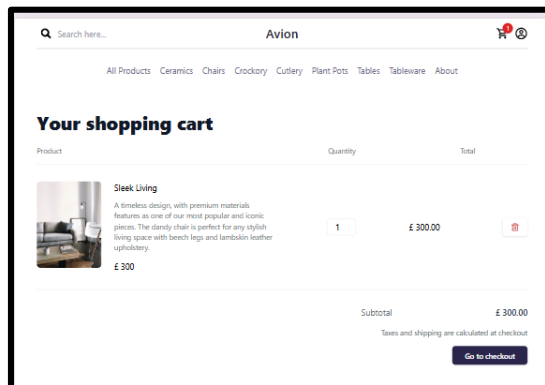 Search here...
Avion
1
All Products Ceramics Chairs Crockory Cutlery Plant Pots Tables Tableware About
Your shopping cart
Product Quantity Total
Sleek Living
A timeless design, with premium materials
features as one of our most popular and iconic
pieces. The dandy chair is perfect for any stylish
living space with beech legs and lambskin leather
upholstery.
£ 300
1 £ 300.00
Subtotal £ 300.00
Taxes and shipping are calculated at checkout
Go to checkout